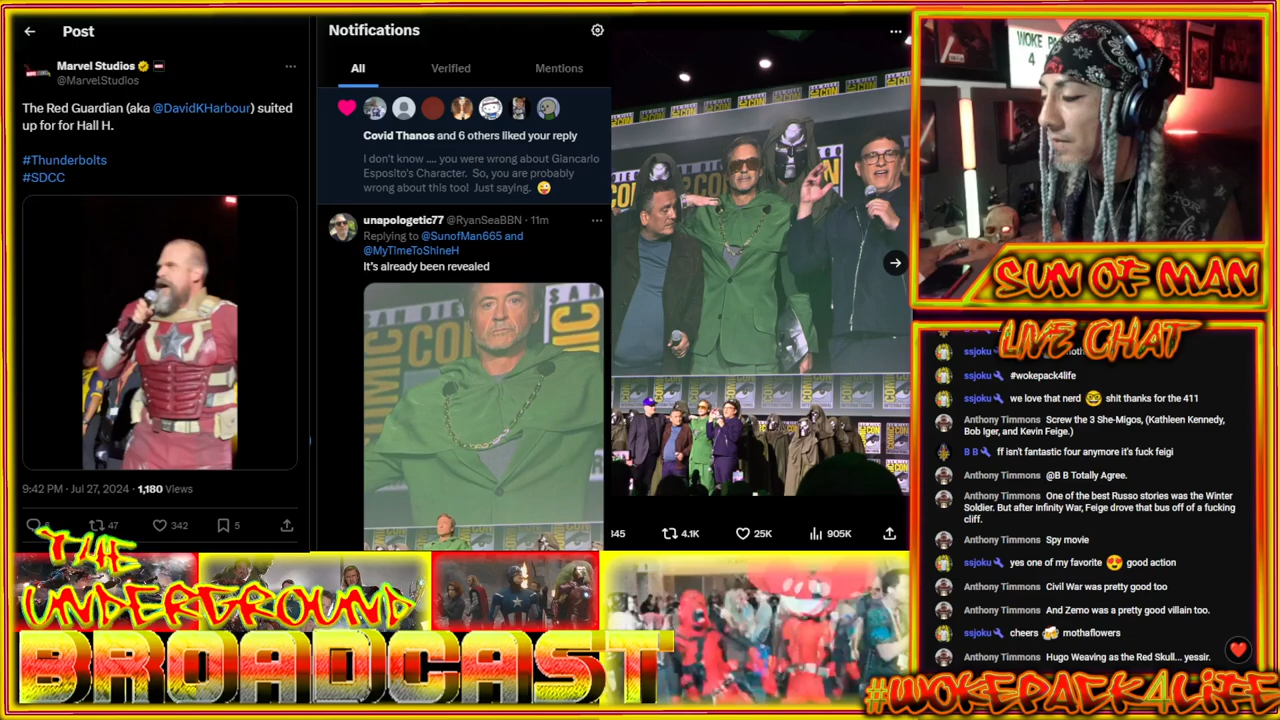 Post
Marvel Studios
@MarvelStudios
The Red Guardian (aka @DavidKHarbour) suited
up for for Hall H.
#Thunderbolts
#SDCC
9:42 PM · Jul 27, 2024 · 1,180 Views
47
342
5
Notifications
All
Verified
Mentions
Covid Thanos and 6 others liked your reply
I don't know .... you were wrong about Giancarlo
Esposito's Character. So, you are probably
wrong about this too! Just saying. 😜
unapologetic77 @RyanSeaBBN · 11m
Replying to @SunofMan665 and
@MyTimeToShineH
It's already been revealed
SAN DIEGO
COMIC
CON
345
4.1K
25K
905K
WOKE PA
4
SUN OF MAN
LIVE CHAT
ssjoku
ssjoku #wokepack4life
ssjoku we love that nerd 🤓 shit thanks for the 411
Anthony Timmons Screw the 3 She-Migos, (Kathleen Kennedy,
Bob Iger, and Kevin Feige.)
B B ff isn't fantastic four anymore it's fuck feigi
Anthony Timmons @B B Totally Agree.
Anthony Timmons One of the best Russo stories was the Winter
Soldier. But after Infinity War, Feige drove that bus off of a fucking
cliff.
Anthony Timmons Spy movie
ssjoku yes one of my favorite 😍 good action
Anthony Timmons Civil War was pretty good too
Anthony Timmons And Zemo was a pretty good villain too.
ssjoku cheers 🍻 mothaflowers
Anthony Timmons Hugo Weaving as the Red Skull... yessir.
THE
UNDERGROUND
BROADCAST
#WOKEPACK4LIFE